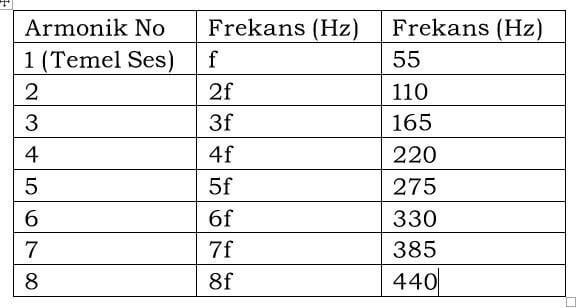 Armonik No Frekans (Hz) Frekans (Hz)
1 (Temel Ses) f 55
2 2f 110
3 3f 165
4 4f 220
5 5f 275
6 6f 330
7 7f 385
8 8f 440